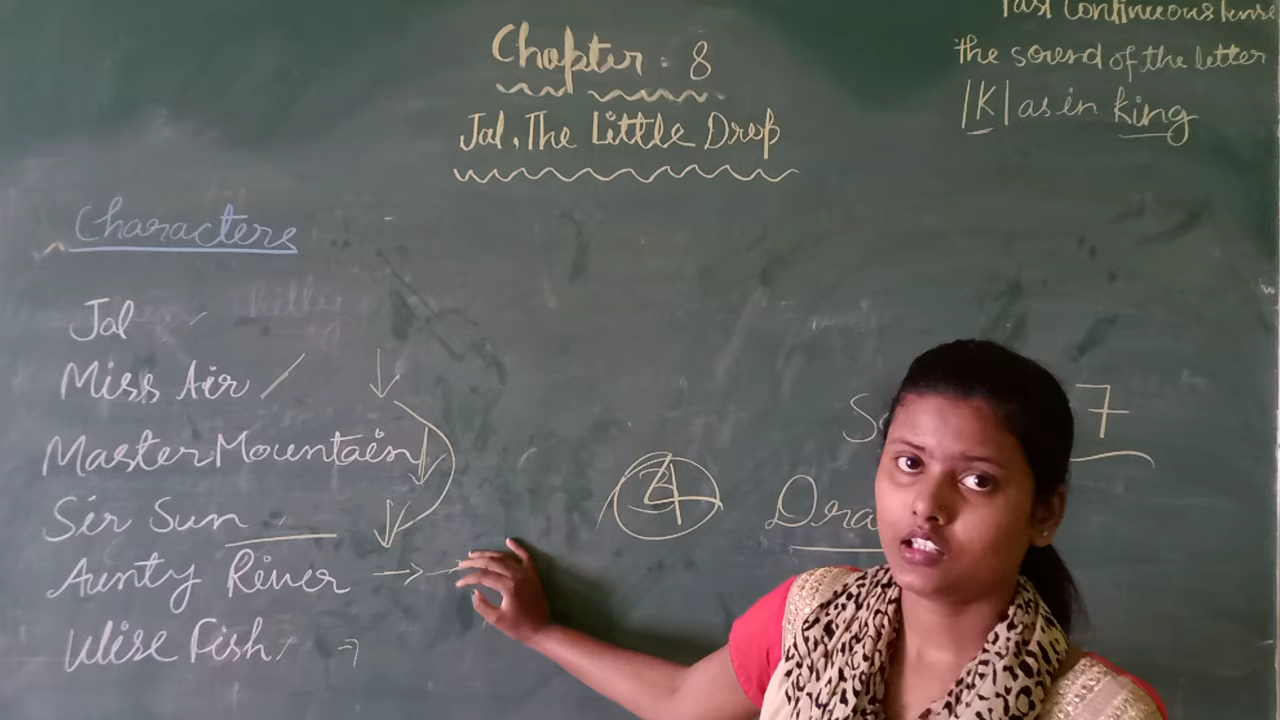 Past Continuous tense
the sound of the letter
|K| as in king
Chapter. 8
Jal, The Little Drop
Characters
Jal
Miss Air
Master Mountain
Sir Sun
Aunty River
Wise Fish
4
7